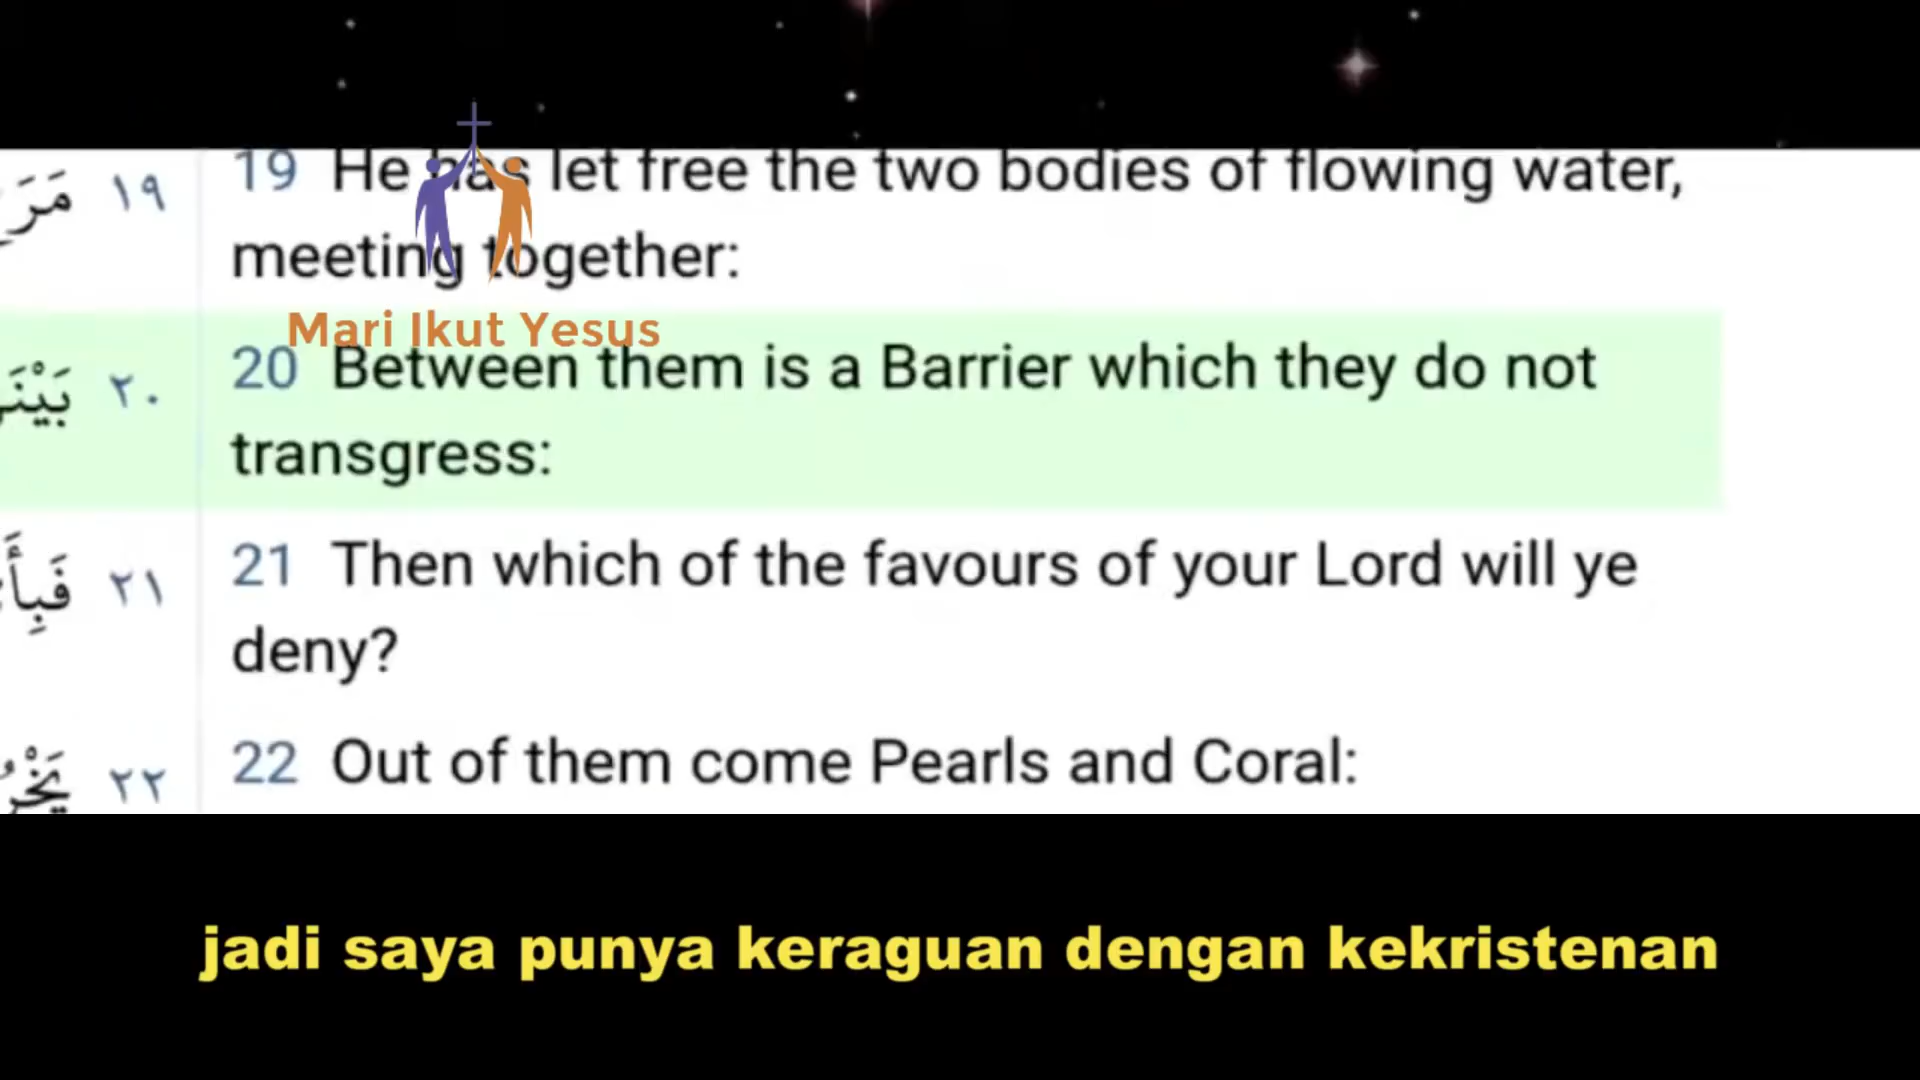 ١٩ مَرَ
19 He has let free the two bodies of flowing water,
meeting together:
Mari Ikut Yesus
٢٠
20 Between them is a Barrier which they do not
transgress:
٢١
21 Then which of the favours of your Lord will ye
deny?
٢٢
22 Out of them come Pearls and Coral:
jadi saya punya keraguan dengan kekristenan